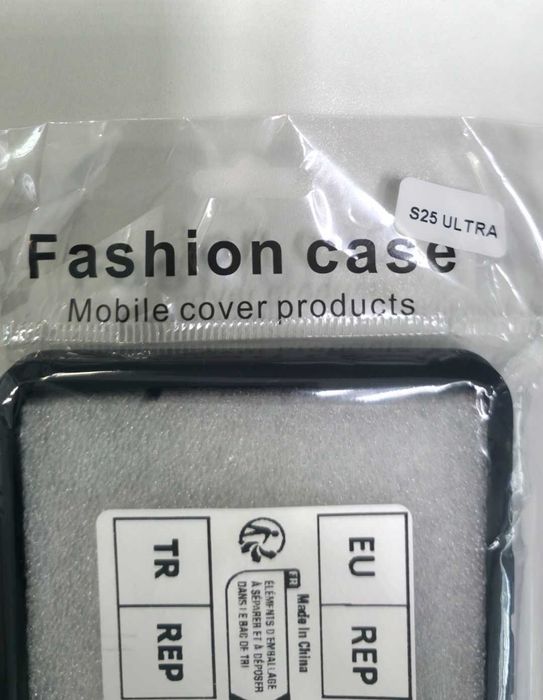 S25 ULTRA
Fashion case
Mobile cover products
EU REP
FR Made In China
ÉLÉMENTS D'EMBALLAGE
À SÉPARER ET À DÉPOSER
DANS LE BAC DE TRI
TR REP